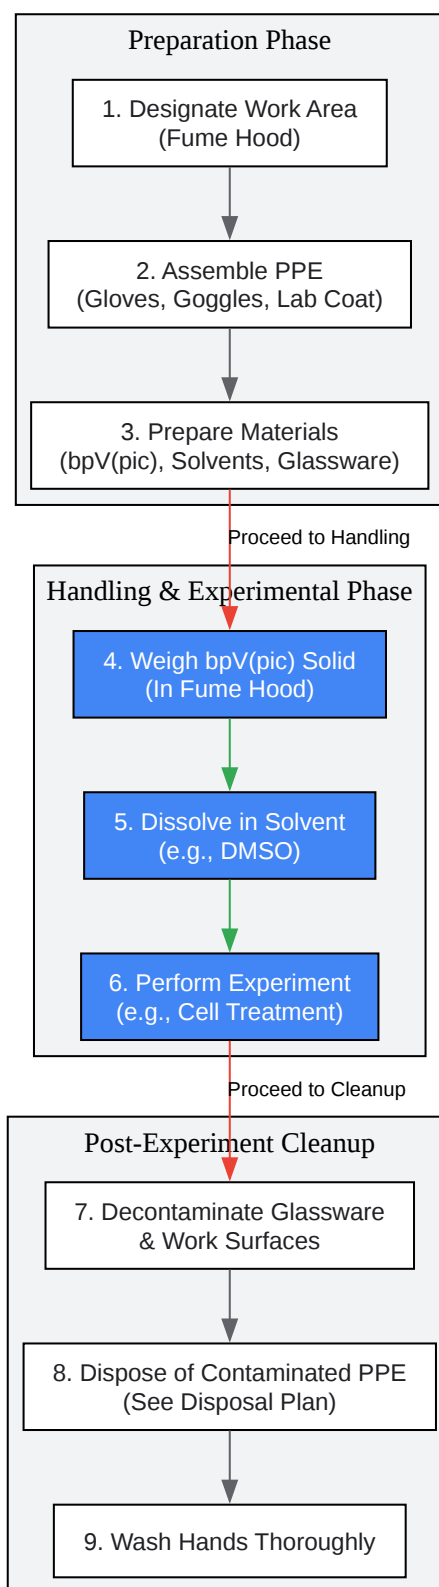 Preparation Phase
1. Designate Work Area
(Fume Hood)
2. Assemble PPE
(Gloves, Goggles, Lab Coat)
3. Prepare Materials
(bpV(pic), Solvents, Glassware)
Proceed to Handling
Handling & Experimental Phase
4. Weigh bpV(pic) Solid
(In Fume Hood)
5. Dissolve in Solvent
(e.g., DMSO)
6. Perform Experiment
(e.g., Cell Treatment)
Proceed to Cleanup
Post-Experiment Cleanup
7. Decontaminate Glassware
& Work Surfaces
8. Dispose of Contaminated PPE
(See Disposal Plan)
9. Wash Hands Thoroughly